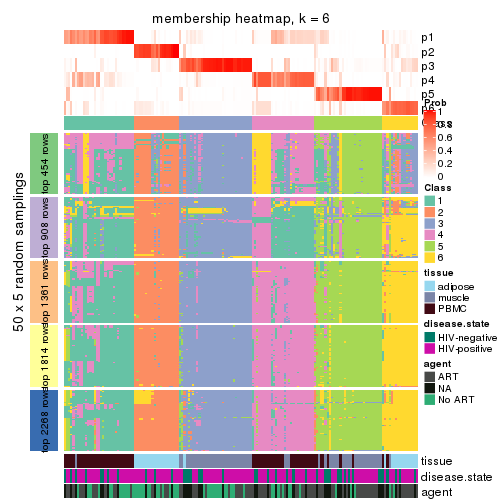 membership heatmap, k = 6
p1
p2
p3
p4
p5
p6
Prob
1
0.8
0.6
0.4
0.2
0
Class
1
2
3
4
5
6
tissue
adipose
muscle
PBMC
disease.state
HIV-negative
HIV-positive
agent
ART
NA
No ART
50 x 5 random samplings
top 454 rows
top 908 rows
top 1361 rows
top 1814 rows
top 2268 rows
tissue
disease.state
agent